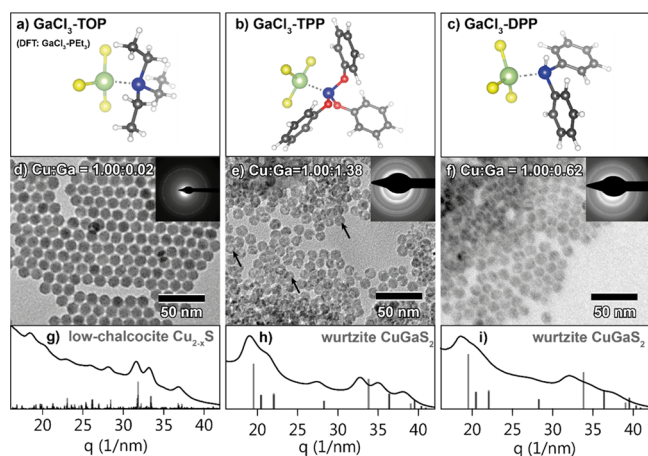 a) GaCl₃-TOP
(DFT: GaCl₃-PEt₃)
b) GaCl₃-TPP
c) GaCl₃-DPP
d) Cu:Ga = 1.00:0.02
50 nm
e) Cu:Ga=1.00:1.38
50 nm
f) Cu:Ga=1.00:0.62
50 nm
g) low-chalcocite Cu₂₋ₓS
h) wurtzite CuGaS₂
i) wurtzite CuGaS₂
20 25 30 35 40
q (1/nm)
20 25 30 35 40
q (1/nm)
20 25 30 35 40
q (1/nm)